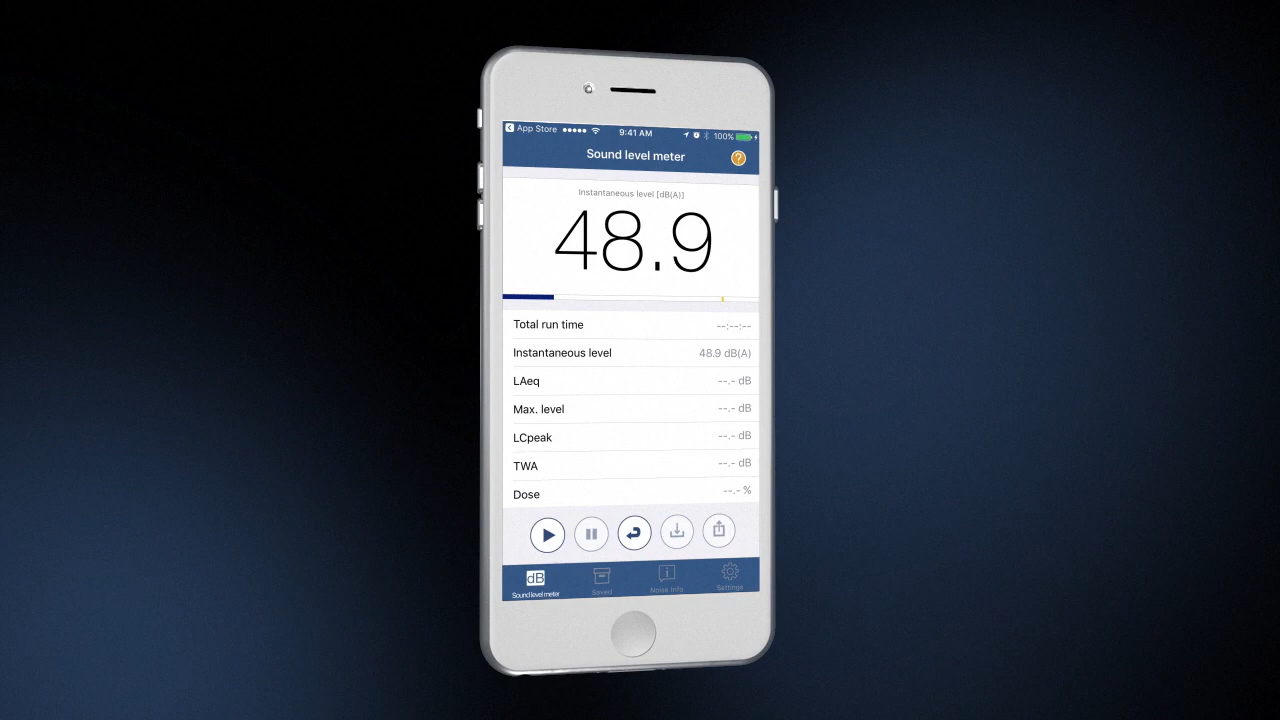 App Store 9:41 AM 100%
Sound level meter ?
Instantaneous level [dB(A)]
48.9
Total run time --:--:--
Instantaneous level 48.9 dB(A)
LAeq --.- dB
Max. level --.- dB
LCpeak --.- dB
TWA --.- dB
Dose --.- %
dB
Sound level meter Saved Noise Info Settings